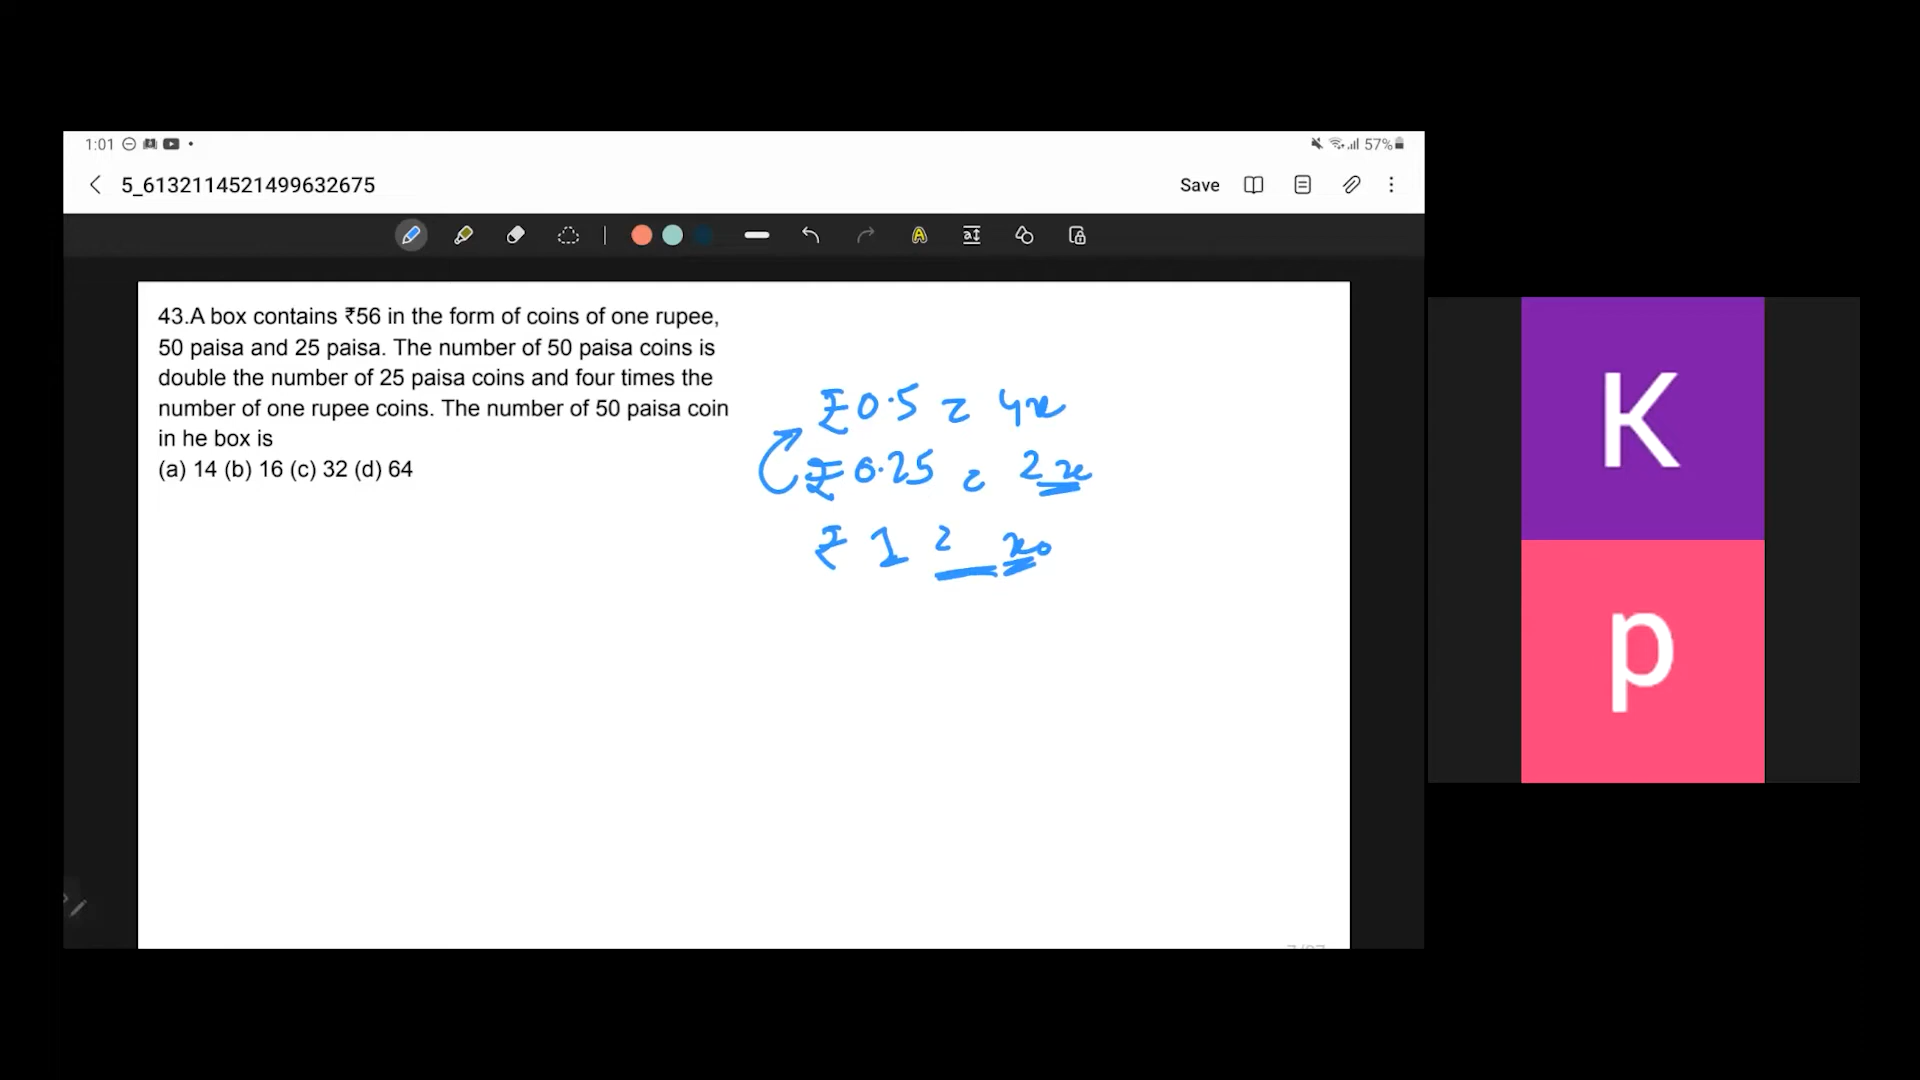 1:01 57%
5_6132114521499632675 Save
43.A box contains ₹56 in the form of coins of one rupee,
50 paisa and 25 paisa. The number of 50 paisa coins is
double the number of 25 paisa coins and four times the
number of one rupee coins. The number of 50 paisa coin
in he box is
(a) 14 (b) 16 (c) 32 (d) 64
₹0.5 = 4x
₹0.25 = 2x
₹ 1 = x
K
p